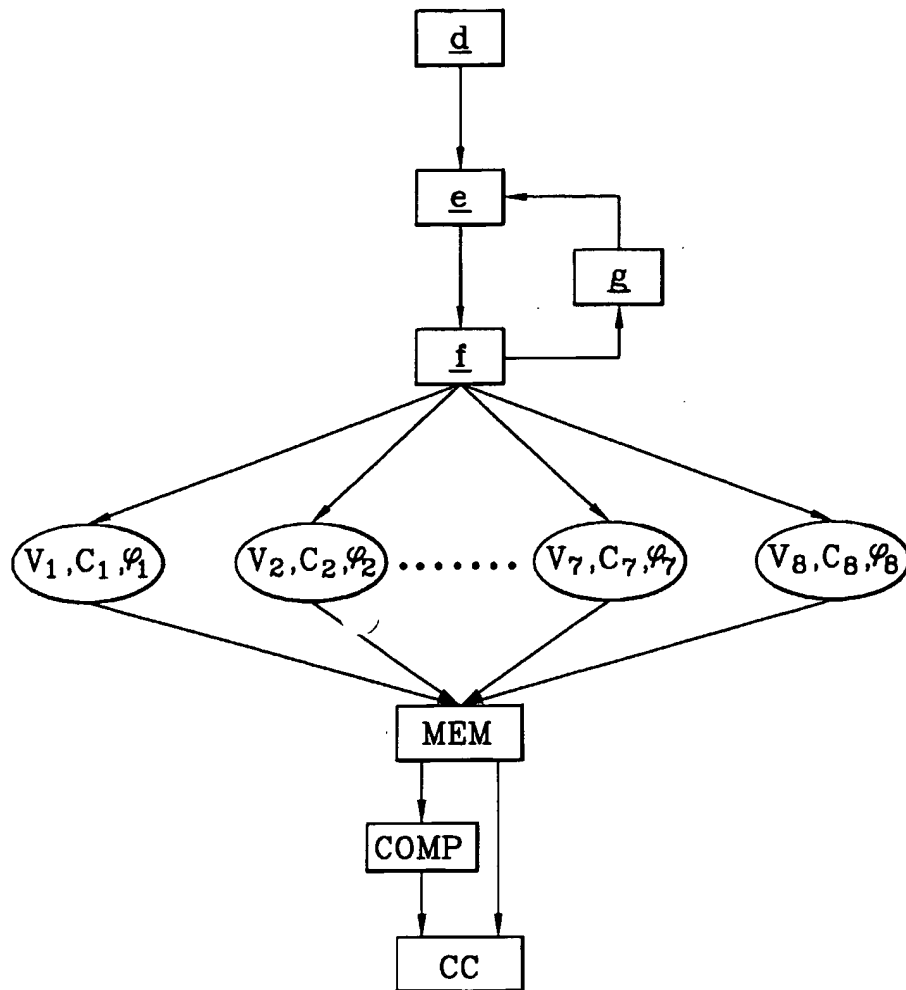 d
e
g
f
V₁,C₁,φ₁
V₂,C₂,φ₂
V₇,C₇,φ₇
V₈,C₈,φ₈
MEM
COMP
CC